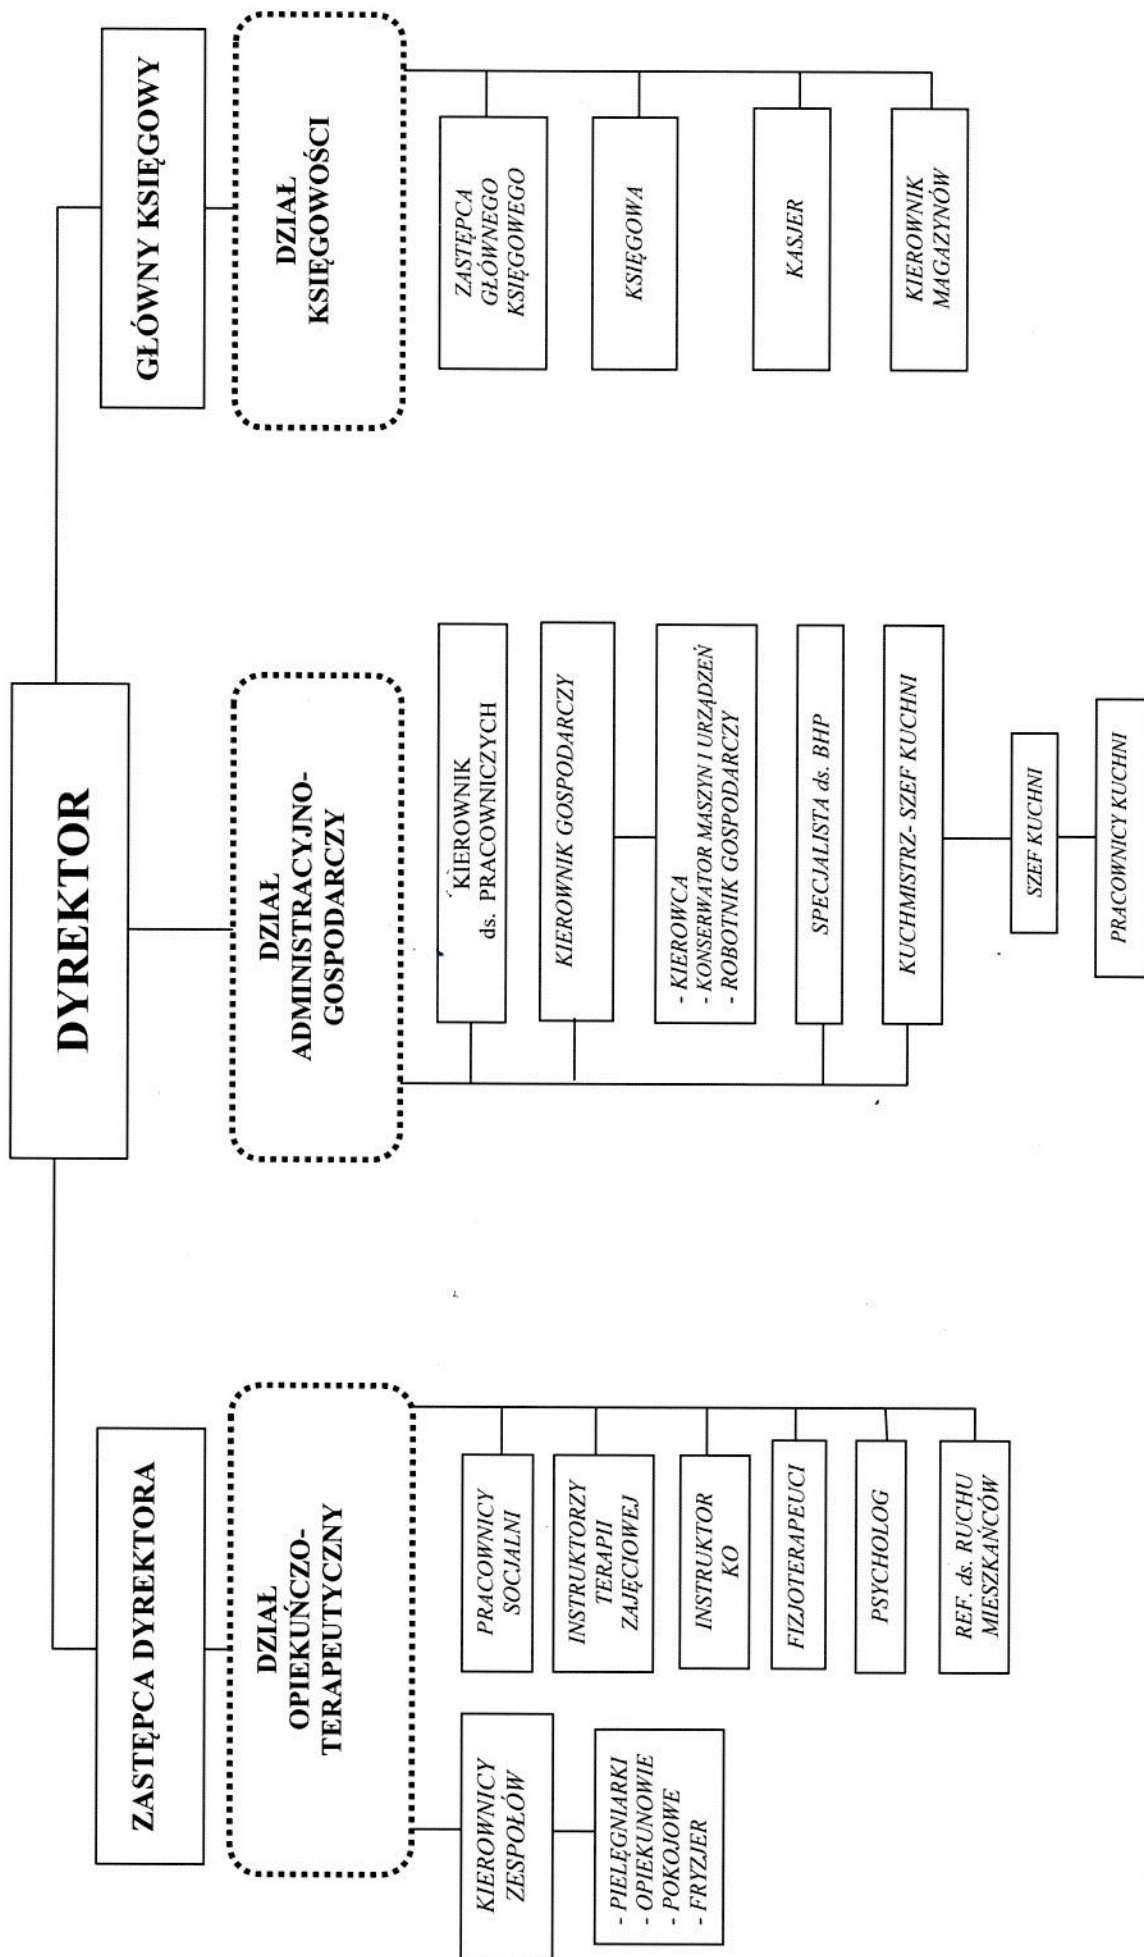 DYREKTOR
ZASTĘPCA DYREKTORA
GŁÓWNY KSIĘGOWY
DZIAŁ
OPIEKUŃCZO-
TERAPEUTYCZNY
DZIAŁ
ADMINISTRACYJNO-
GOSPODARCZY
DZIAŁ
KSIĘGOWOŚCI
KIEROWNICY
ZESPOŁÓW
- PIELĘGNIARKI
- OPIEKUNOWIE
- POKOJOWE
- FRYZJER
PRACOWNICY
SOCJALNI
INSTRUKTORZY
TERAPII
ZAJĘCIOWEJ
INSTRUKTOR
KO
FIZJOTERAPEUCI
PSYCHOLOG
REF. ds. RUCHU
MIESZKAŃCÓW
KIEROWNIK
ds. PRACOWNICZYCH
KIEROWNIK GOSPODARCZY
- KIEROWCA
- KONSERWATOR MASZYN I URZĄDZEŃ
- ROBOTNIK GOSPODARCZY
SPECJALISTA ds. BHP
KUCHMISTRZ- SZEF KUCHNI
SZEF KUCHNI
PRACOWNICY KUCHNI
ZASTĘPCA
GŁÓWNEGO
KSIĘGOWEGO
KSIĘGOWA
KASJER
KIEROWNIK
MAGAZYNÓW